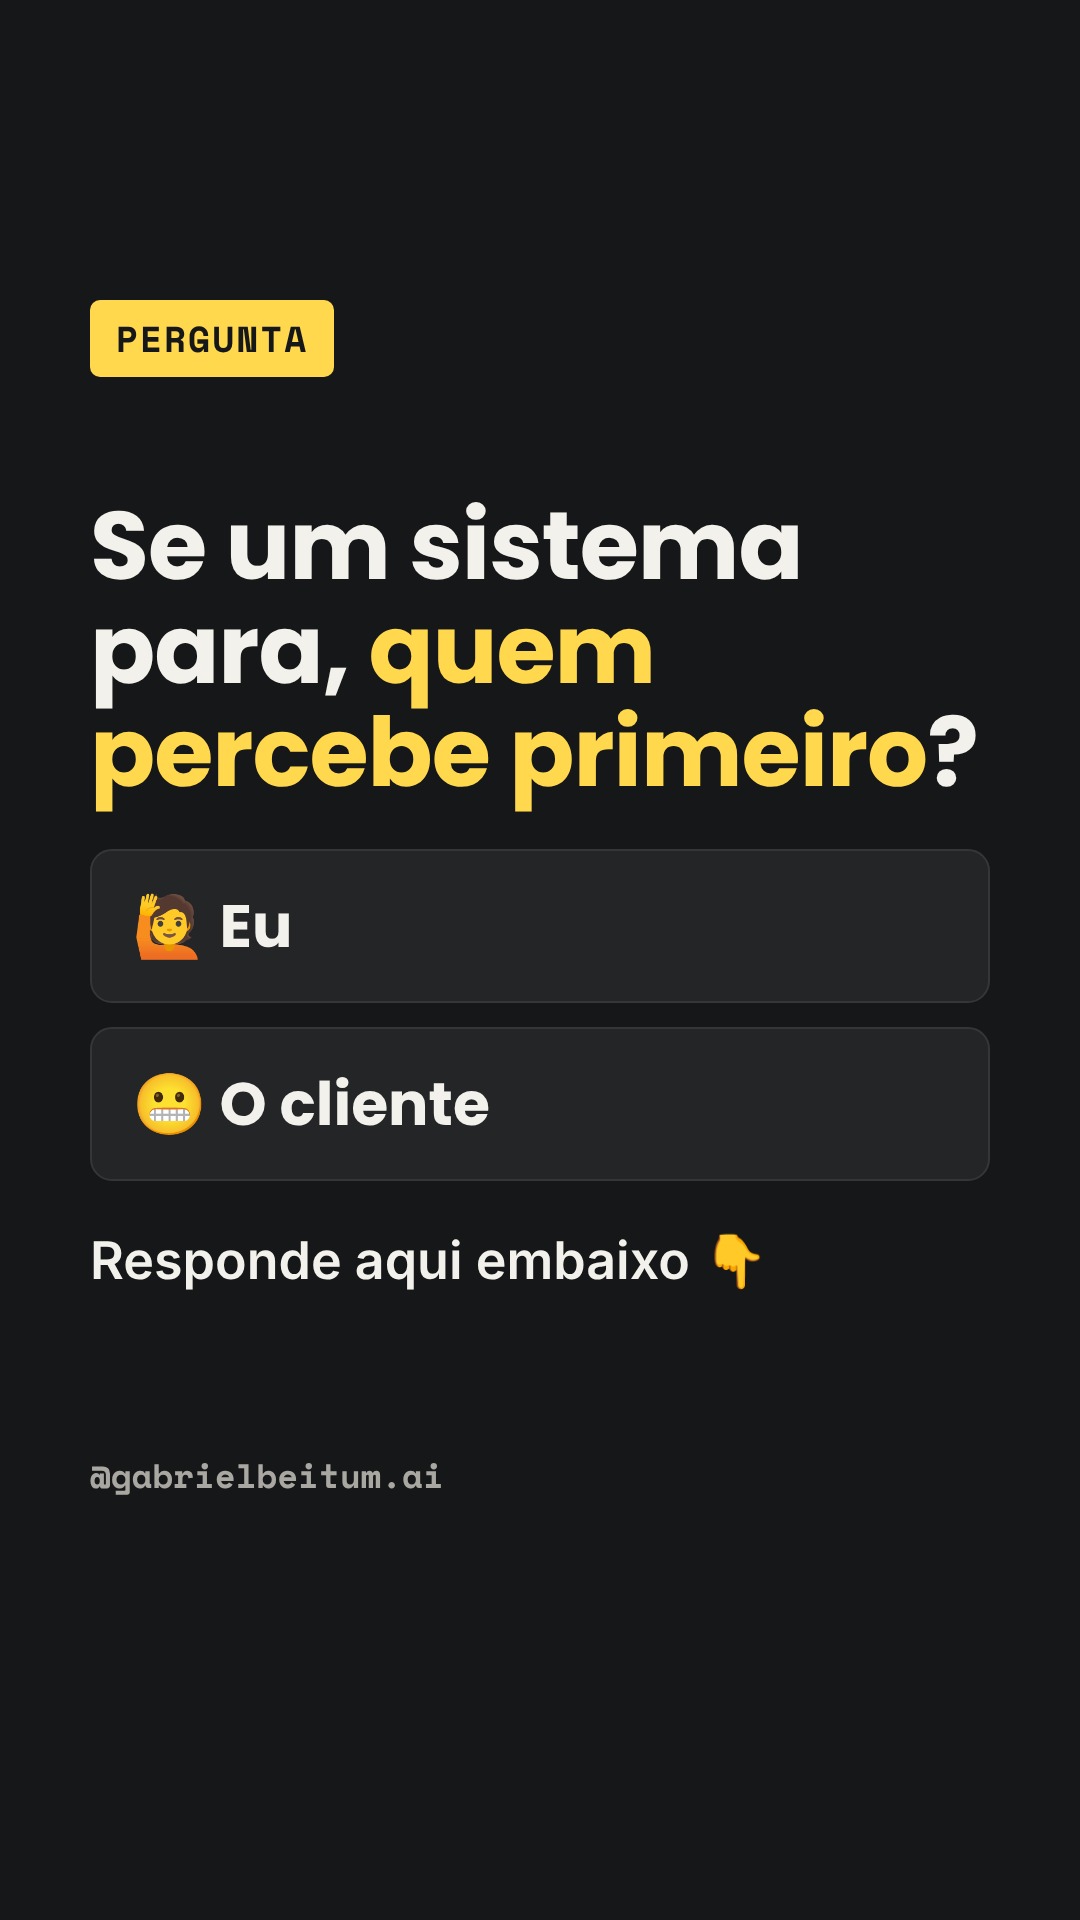 PERGUNTA
Se um sistema
para, quem
percebe primeiro?
🙋 Eu
😬 O cliente
Responde aqui embaixo 👇
@gabrielbeitum.ai